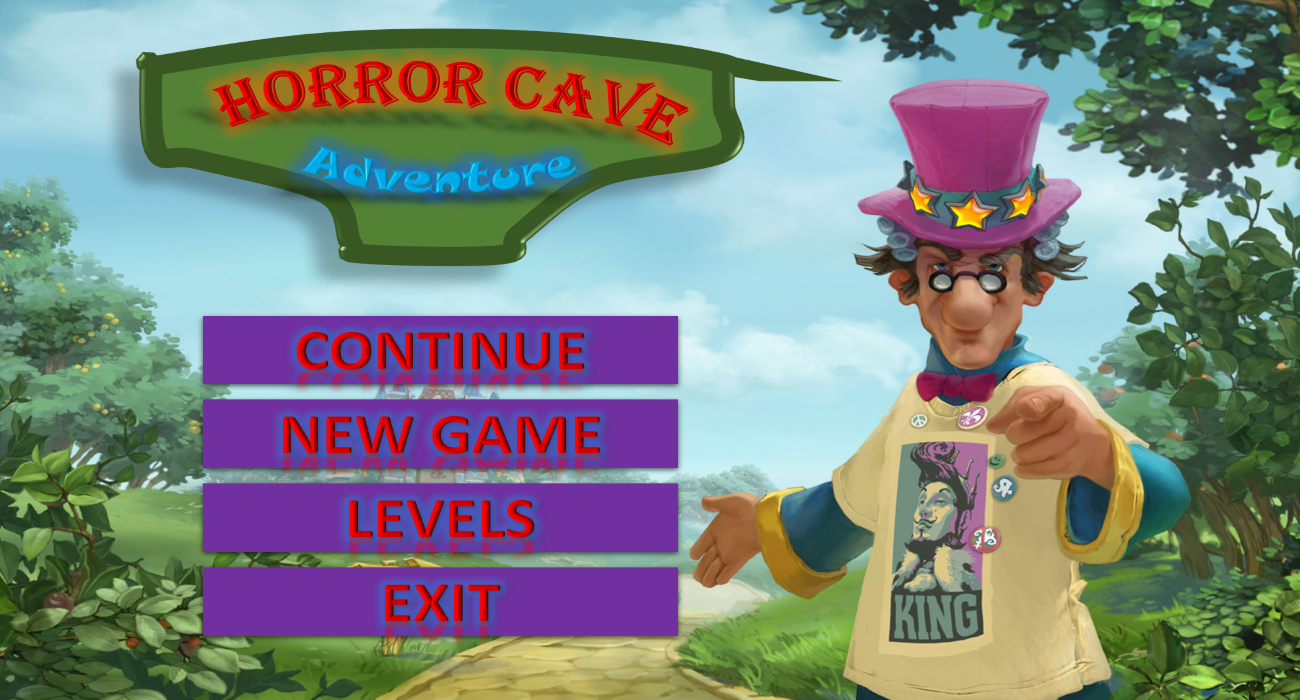 HORROR CAVE
Adventure
CONTINUE
NEW GAME
LEVELS
EXIT
KING